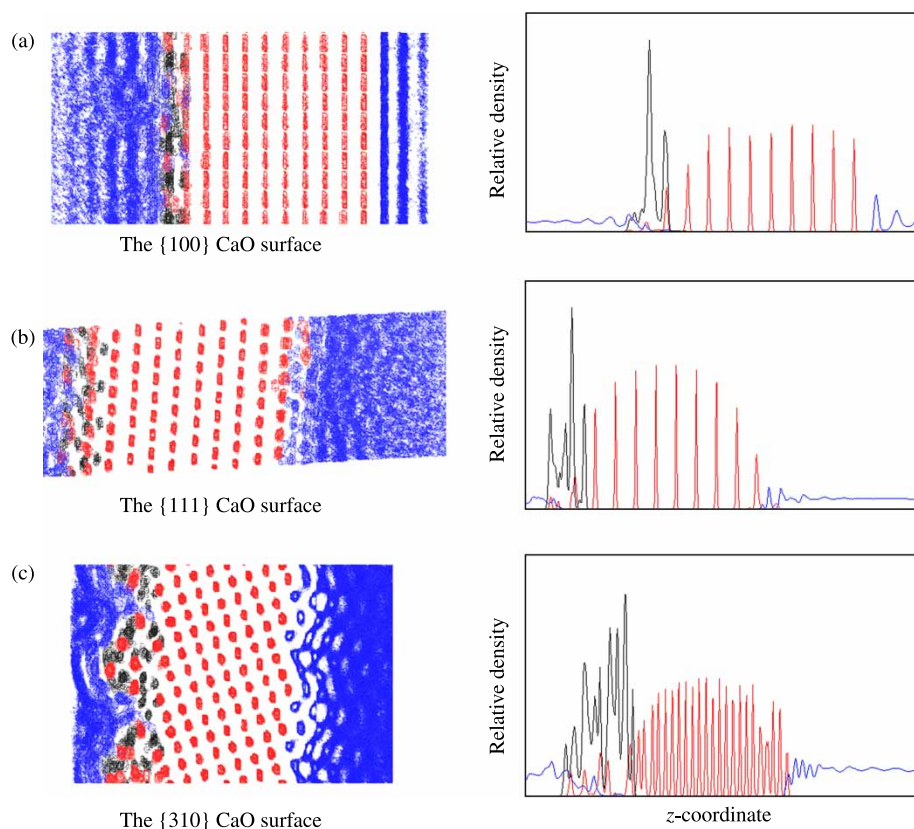 (a)
The {100} CaO surface
Relative density
(b)
The {111} CaO surface
Relative density
(c)
The {310} CaO surface
Relative density
z-coordinate